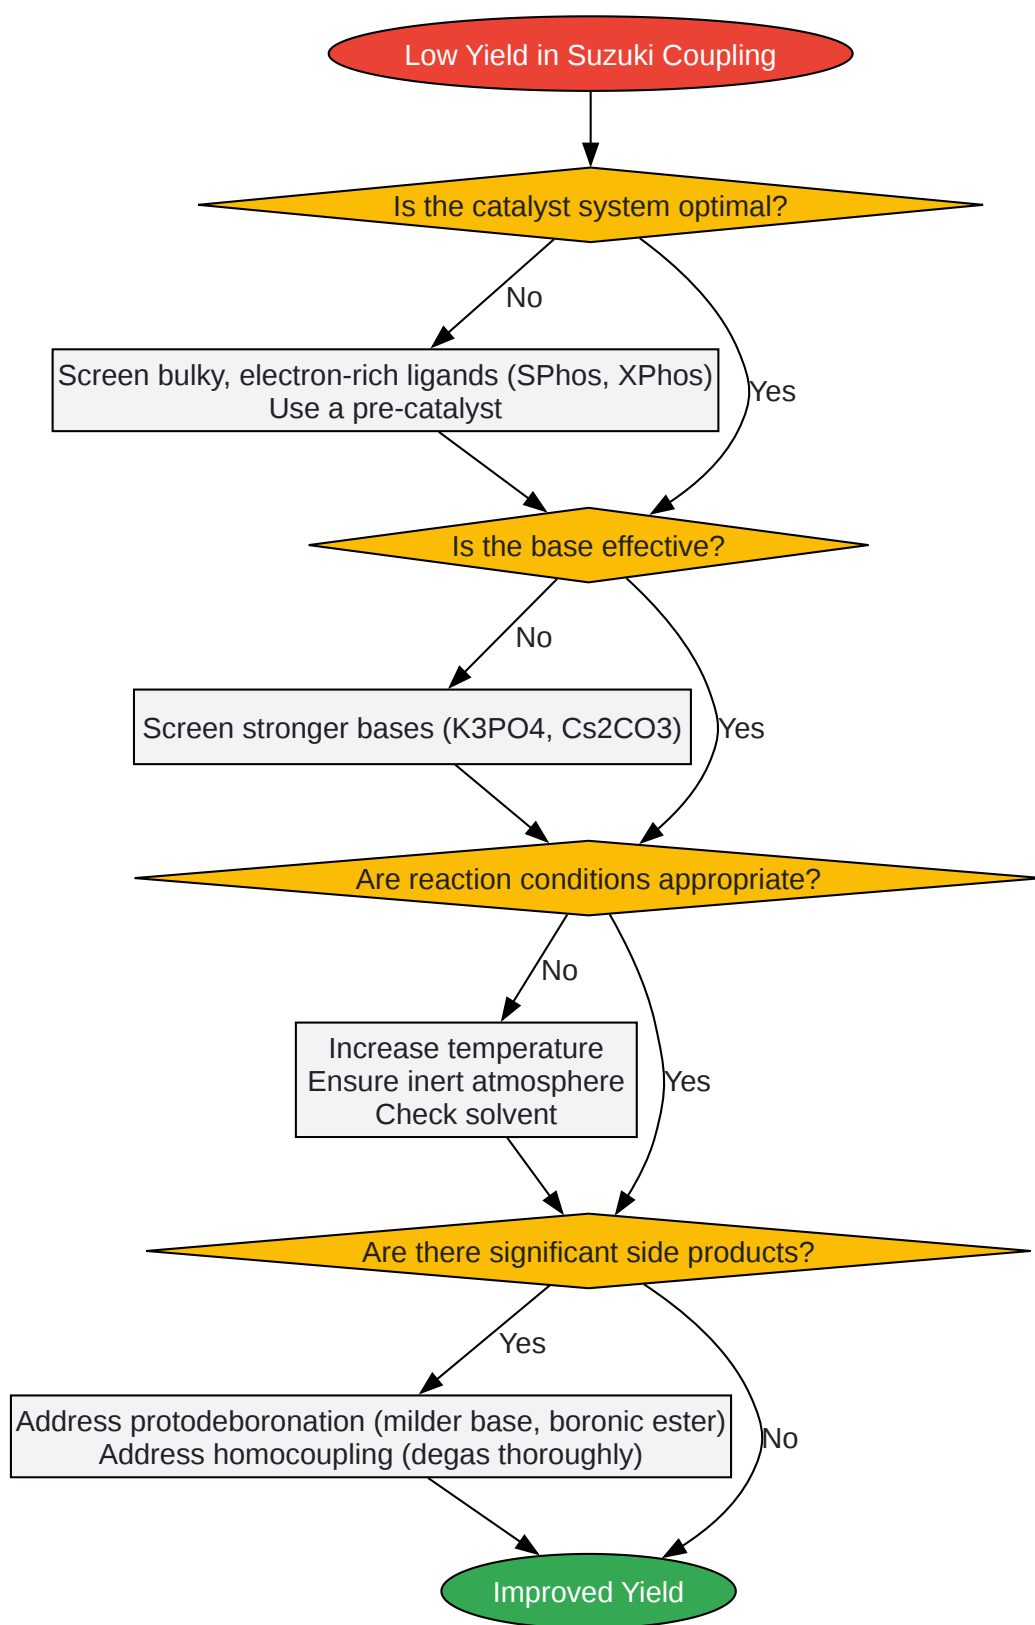 Low Yield in Suzuki Coupling
Is the catalyst system optimal?
No
Yes
Screen bulky, electron-rich ligands (SPhos, XPhos)
Use a pre-catalyst
Is the base effective?
No
Yes
Screen stronger bases (K3PO4, Cs2CO3)
Are reaction conditions appropriate?
No
Yes
Increase temperature
Ensure inert atmosphere
Check solvent
Are there significant side products?
Yes
No
Address protodeboronation (milder base, boronic ester)
Address homocoupling (degas thoroughly)
Improved Yield